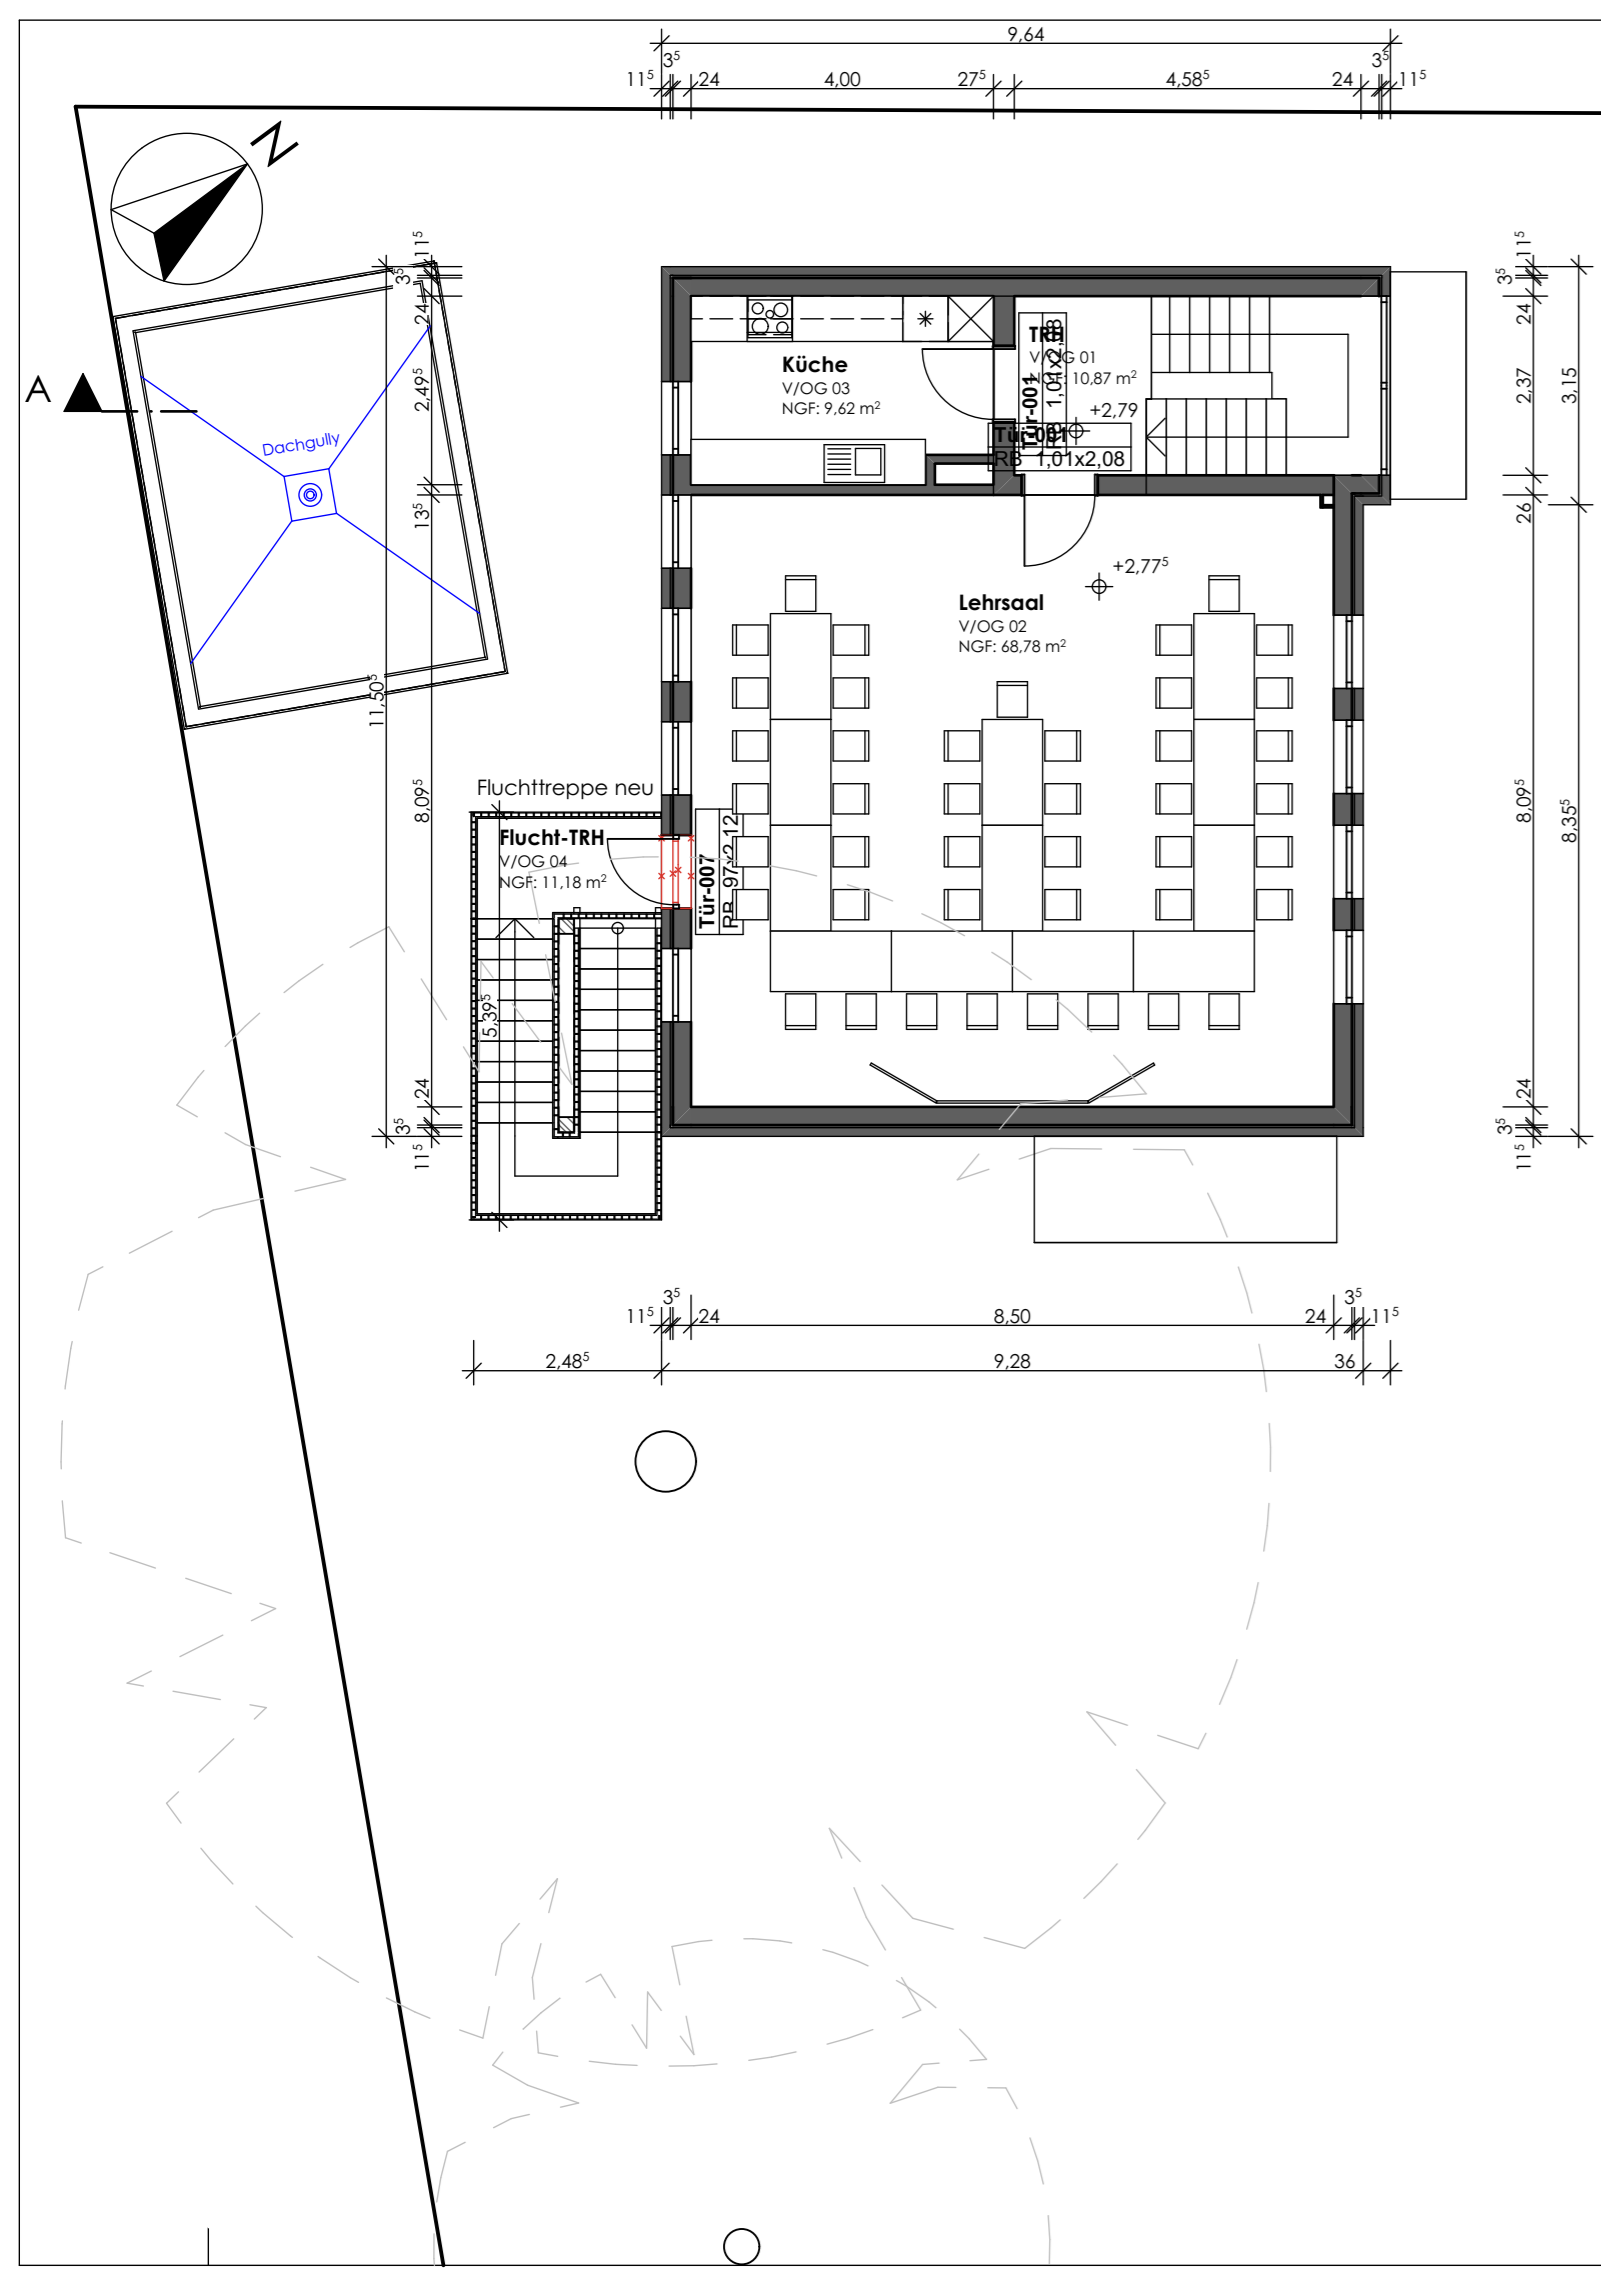 9,64
11⁵
3⁵
24
4,00
27⁵
4,58⁵
24
3⁵
11⁵
N
A
Dachgully
11⁵
3⁵
24
2,49⁵
13⁵
11,50⁵
8,09⁵
24
3⁵
11⁵
Küche
V/OG 03
NGF: 9,62 m²
TRH
V/OG 01
NGF: 10,87 m²
Tür-001
RB 1,01x2,08
+2,79
Tür-001
RB 1,01x2,08
+2,77⁵
Lehrsaal
V/OG 02
NGF: 68,78 m²
Fluchttreppe neu
Flucht-TRH
V/OG 04
NGF: 11,18 m²
Tür-007
RB 97x2,12
5,39⁵
11⁵
3⁵
24
2,37
3,15
26
8,09⁵
8,35⁵
24
3⁵
11⁵
11⁵
3⁵
24
8,50
24
3⁵
11⁵
2,48⁵
9,28
36